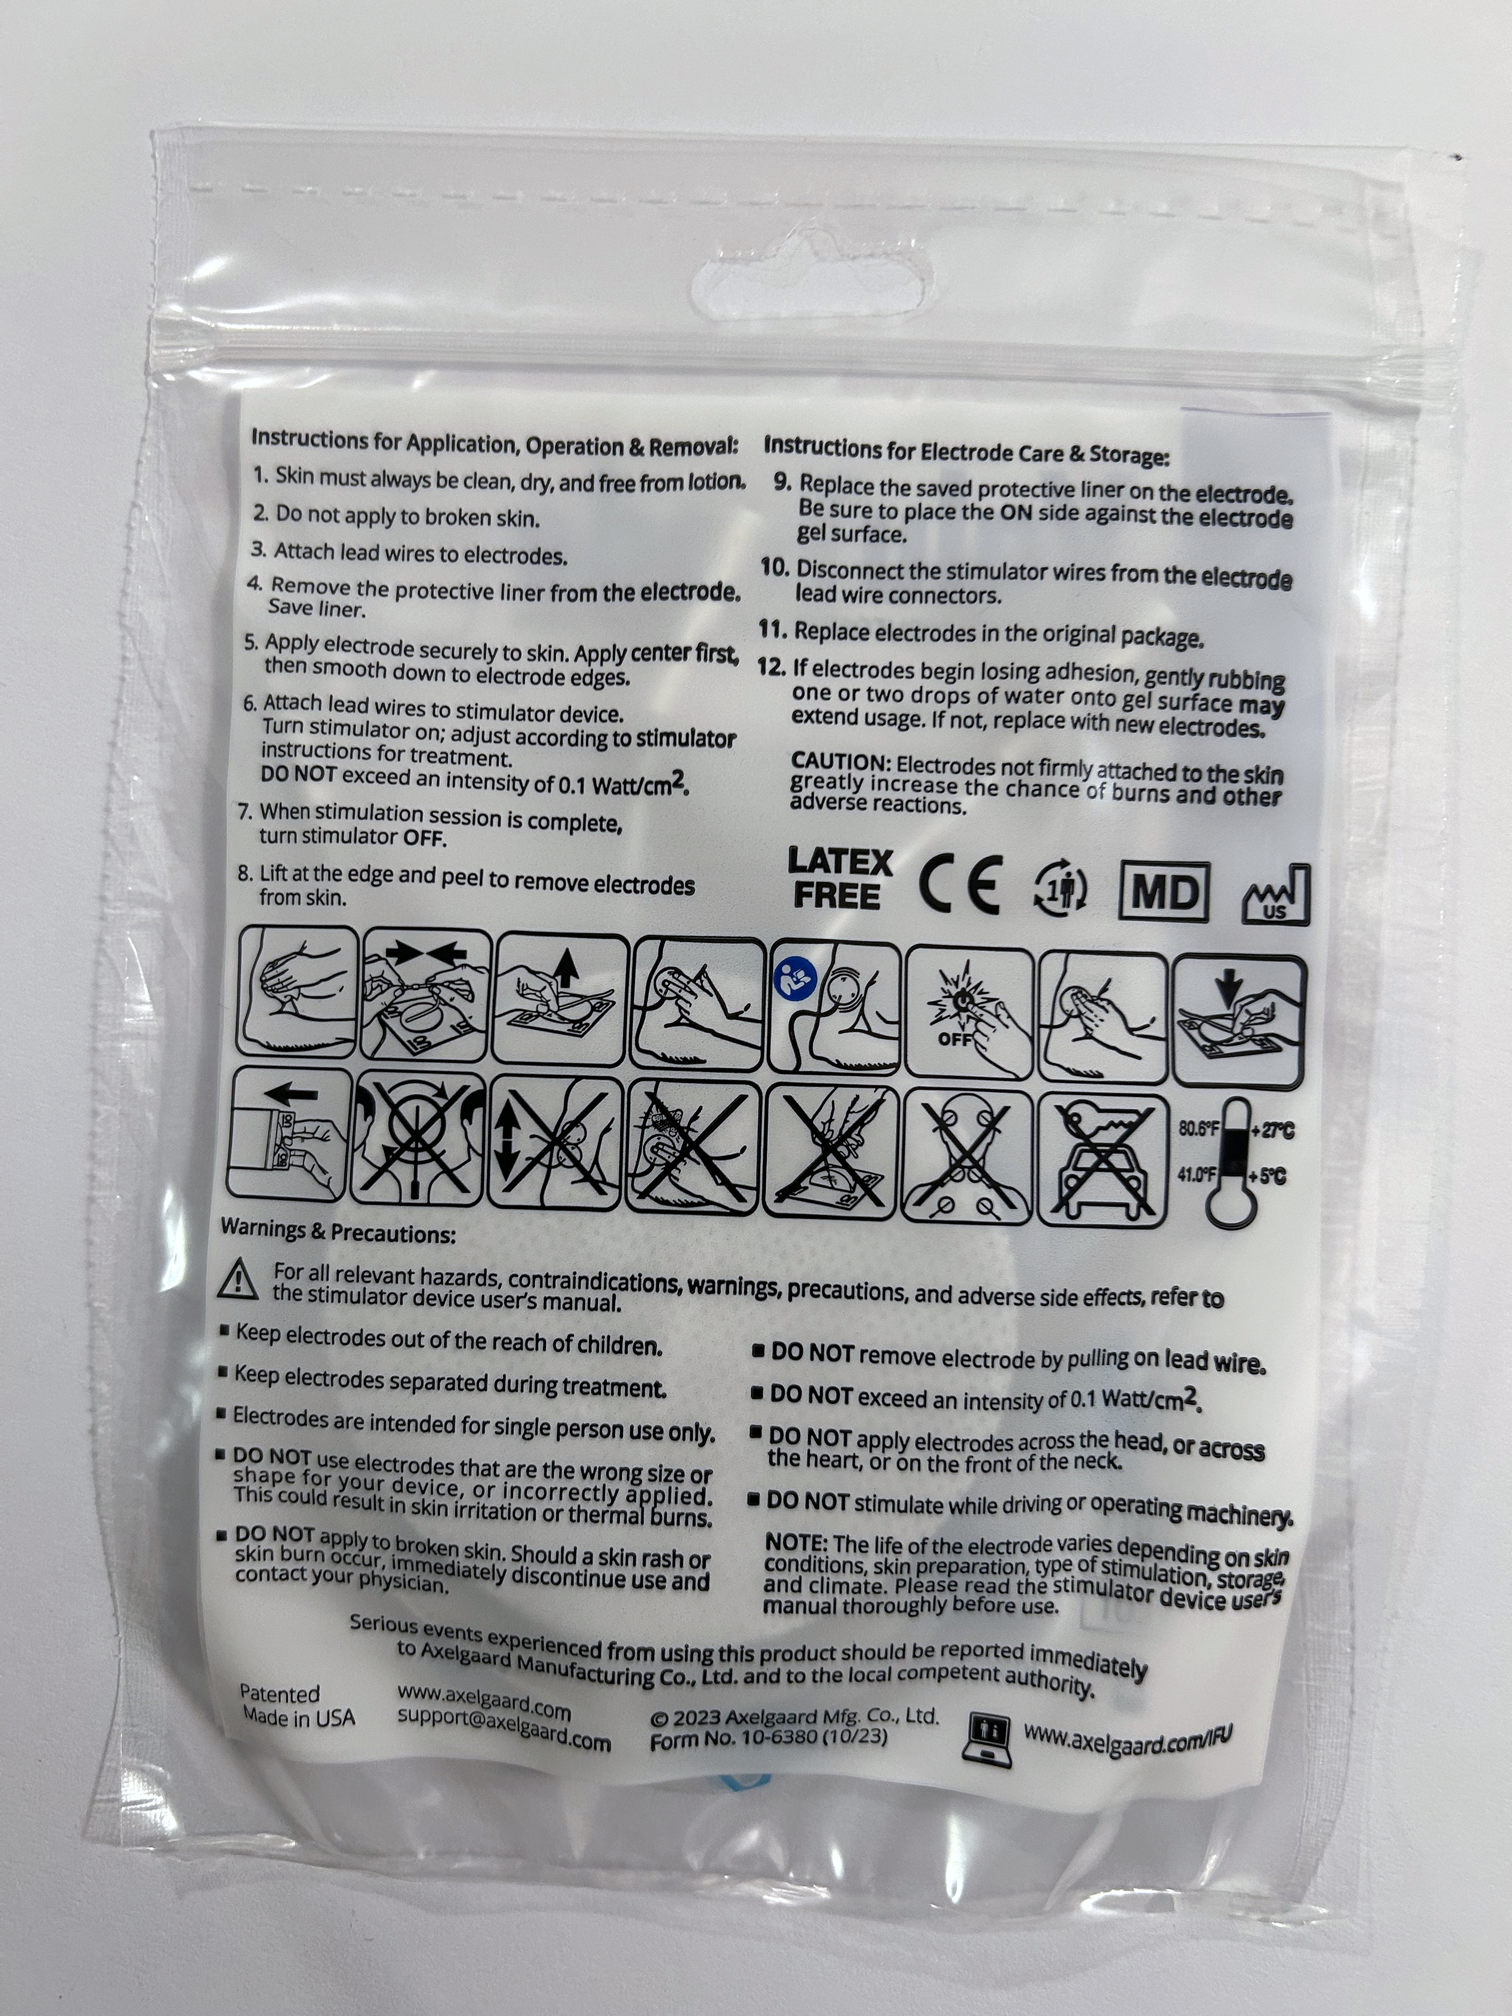 Instructions for Application, Operation & Removal:
1. Skin must always be clean, dry, and free from lotion.
2. Do not apply to broken skin.
3. Attach lead wires to electrodes.
4. Remove the protective liner from the electrode.
Save liner.
5. Apply electrode securely to skin. Apply center first,
then smooth down to electrode edges.
6. Attach lead wires to stimulator device.
Turn stimulator on; adjust according to stimulator
instructions for treatment.
DO NOT exceed an intensity of 0.1 Watt/cm².
7. When stimulation session is complete,
turn stimulator OFF.
8. Lift at the edge and peel to remove electrodes
from skin.
Instructions for Electrode Care & Storage:
9. Replace the saved protective liner on the electrode.
Be sure to place the ON side against the electrode
gel surface.
10. Disconnect the stimulator wires from the electrode
lead wire connectors.
11. Replace electrodes in the original package.
12. If electrodes begin losing adhesion, gently rubbing
one or two drops of water onto gel surface may
extend usage. If not, replace with new electrodes.
CAUTION: Electrodes not firmly attached to the skin
greatly increase the chance of burns and other
adverse reactions.
LATEX
FREE
CE
1
MD
US
OFF
80.6°F +27°C
41.0°F +5°C
Warnings & Precautions:
For all relevant hazards, contraindications, warnings, precautions, and adverse side effects, refer to
the stimulator device user's manual.
▪ Keep electrodes out of the reach of children.
▪ Keep electrodes separated during treatment.
▪ Electrodes are intended for single person use only.
▪ DO NOT use electrodes that are the wrong size or
shape for your device, or incorrectly applied.
This could result in skin irritation or thermal burns.
▪ DO NOT apply to broken skin. Should a skin rash or
skin burn occur, immediately discontinue use and
contact your physician.
▪ DO NOT remove electrode by pulling on lead wire.
▪ DO NOT exceed an intensity of 0.1 Watt/cm².
▪ DO NOT apply electrodes across the head, or across
the heart, or on the front of the neck.
▪ DO NOT stimulate while driving or operating machinery.
NOTE: The life of the electrode varies depending on skin
conditions, skin preparation, type of stimulation, storage,
and climate. Please read the stimulator device user's
manual thoroughly before use.
Serious events experienced from using this product should be reported immediately
to Axelgaard Manufacturing Co., Ltd. and to the local competent authority.
Patented
Made in USA
www.axelgaard.com
support@axelgaard.com
© 2023 Axelgaard Mfg. Co., Ltd.
Form No. 10-6380 (10/23)
www.axelgaard.com/IFU